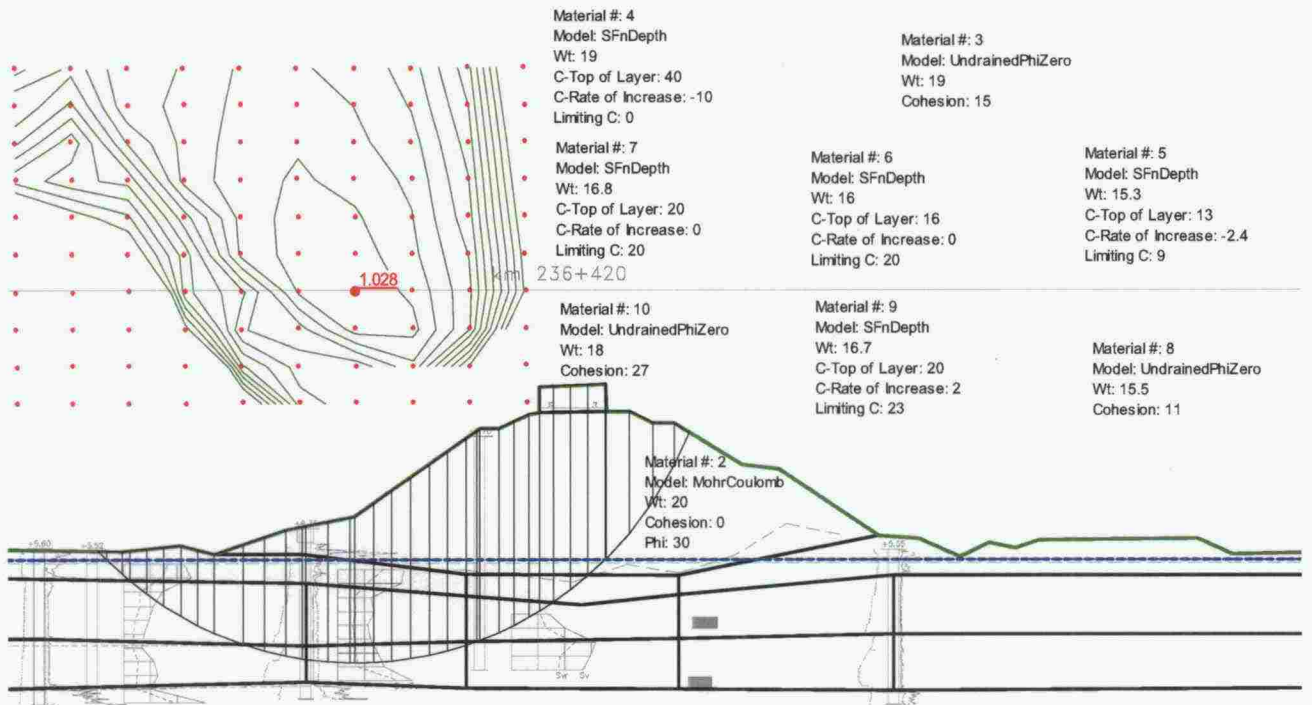 Material #: 4
Model: SFnDepth
Wt: 19
C-Top of Layer: 40
C-Rate of Increase: -10
Limiting C: 0
Material #: 3
Model: UndrainedPhiZero
Wt: 19
Cohesion: 15
Material #: 7
Model: SFnDepth
Wt: 16.8
C-Top of Layer: 20
C-Rate of Increase: 0
Limiting C: 20
Material #: 6
Model: SFnDepth
Wt: 16
C-Top of Layer: 16
C-Rate of Increase: 0
Limiting C: 20
Material #: 5
Model: SFnDepth
Wt: 15.3
C-Top of Layer: 13
C-Rate of Increase: -2.4
Limiting C: 9
1.028
km 236+420
Material #: 10
Model: UndrainedPhiZero
Wt: 18
Cohesion: 27
Material #: 9
Model: SFnDepth
Wt: 16.7
C-Top of Layer: 20
C-Rate of Increase: 2
Limiting C: 23
Material #: 8
Model: UndrainedPhiZero
Wt: 15.5
Cohesion: 11
Material #: 2
Model: MohrCoulomb
Wt: 20
Cohesion: 0
Phi: 30
+5.60